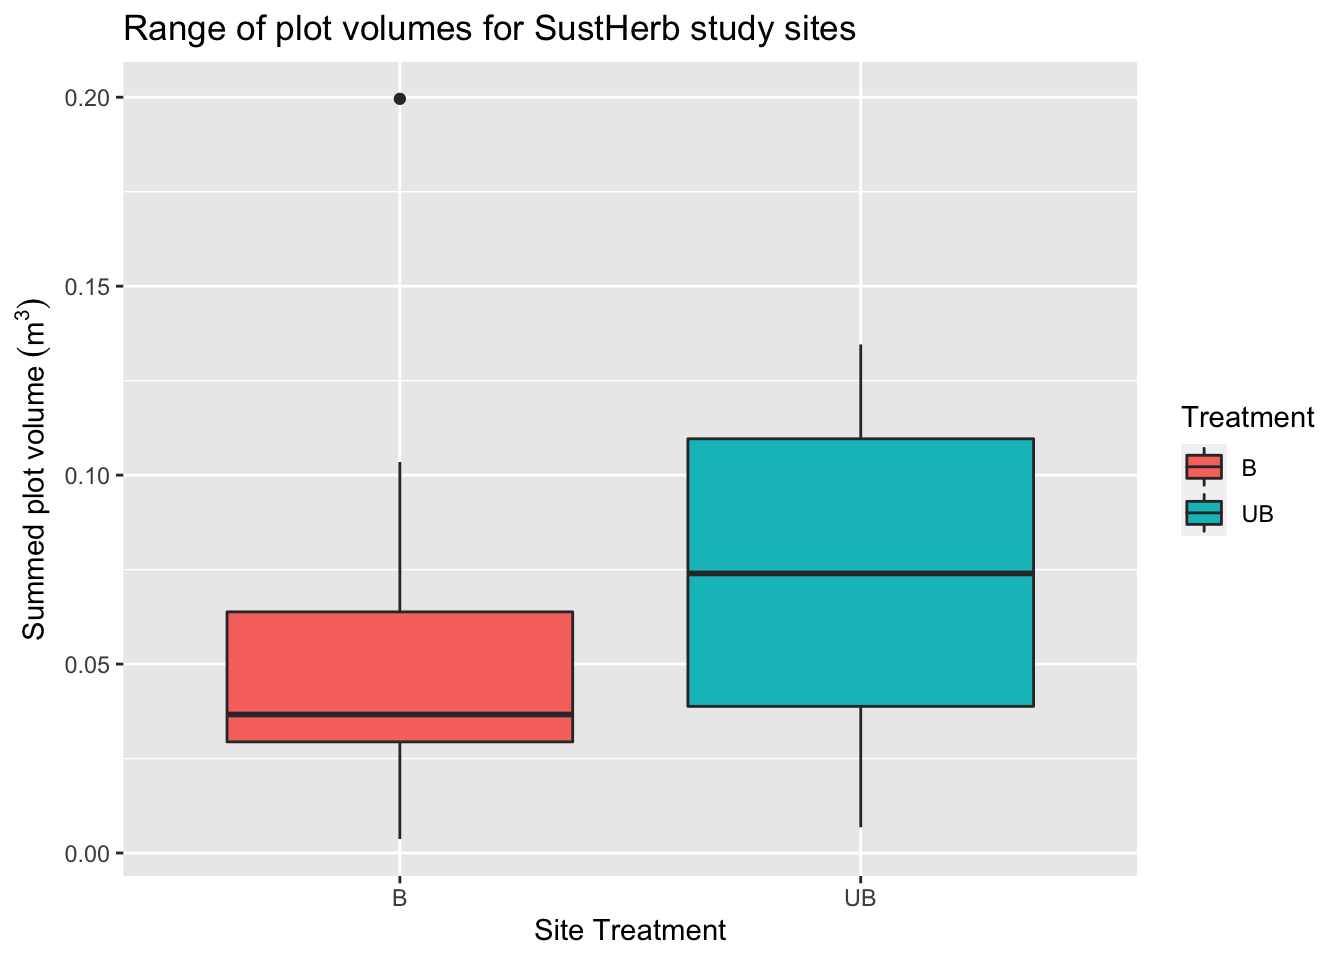 Range of plot volumes for SustHerb study sites
Summed plot volume (m³)
0.20
0.15
0.10
0.05
0.00
B
UB
Site Treatment
Treatment
B
UB